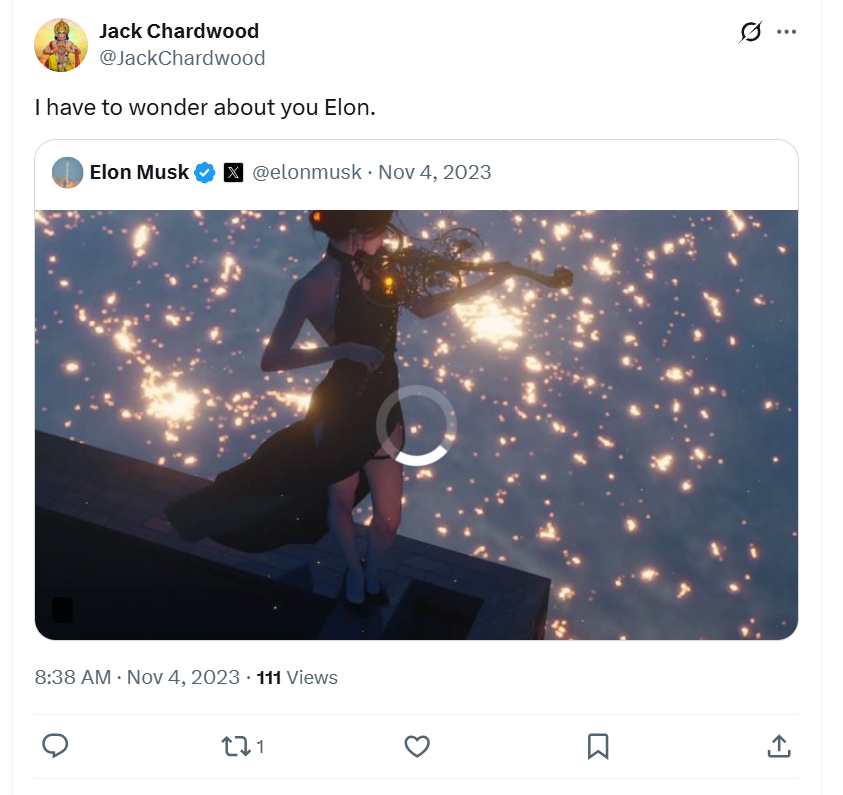 Jack Chardwood
@JackChardwood
I have to wonder about you Elon.
Elon Musk X @elonmusk · Nov 4, 2023
8:38 AM · Nov 4, 2023 · 111 Views
1